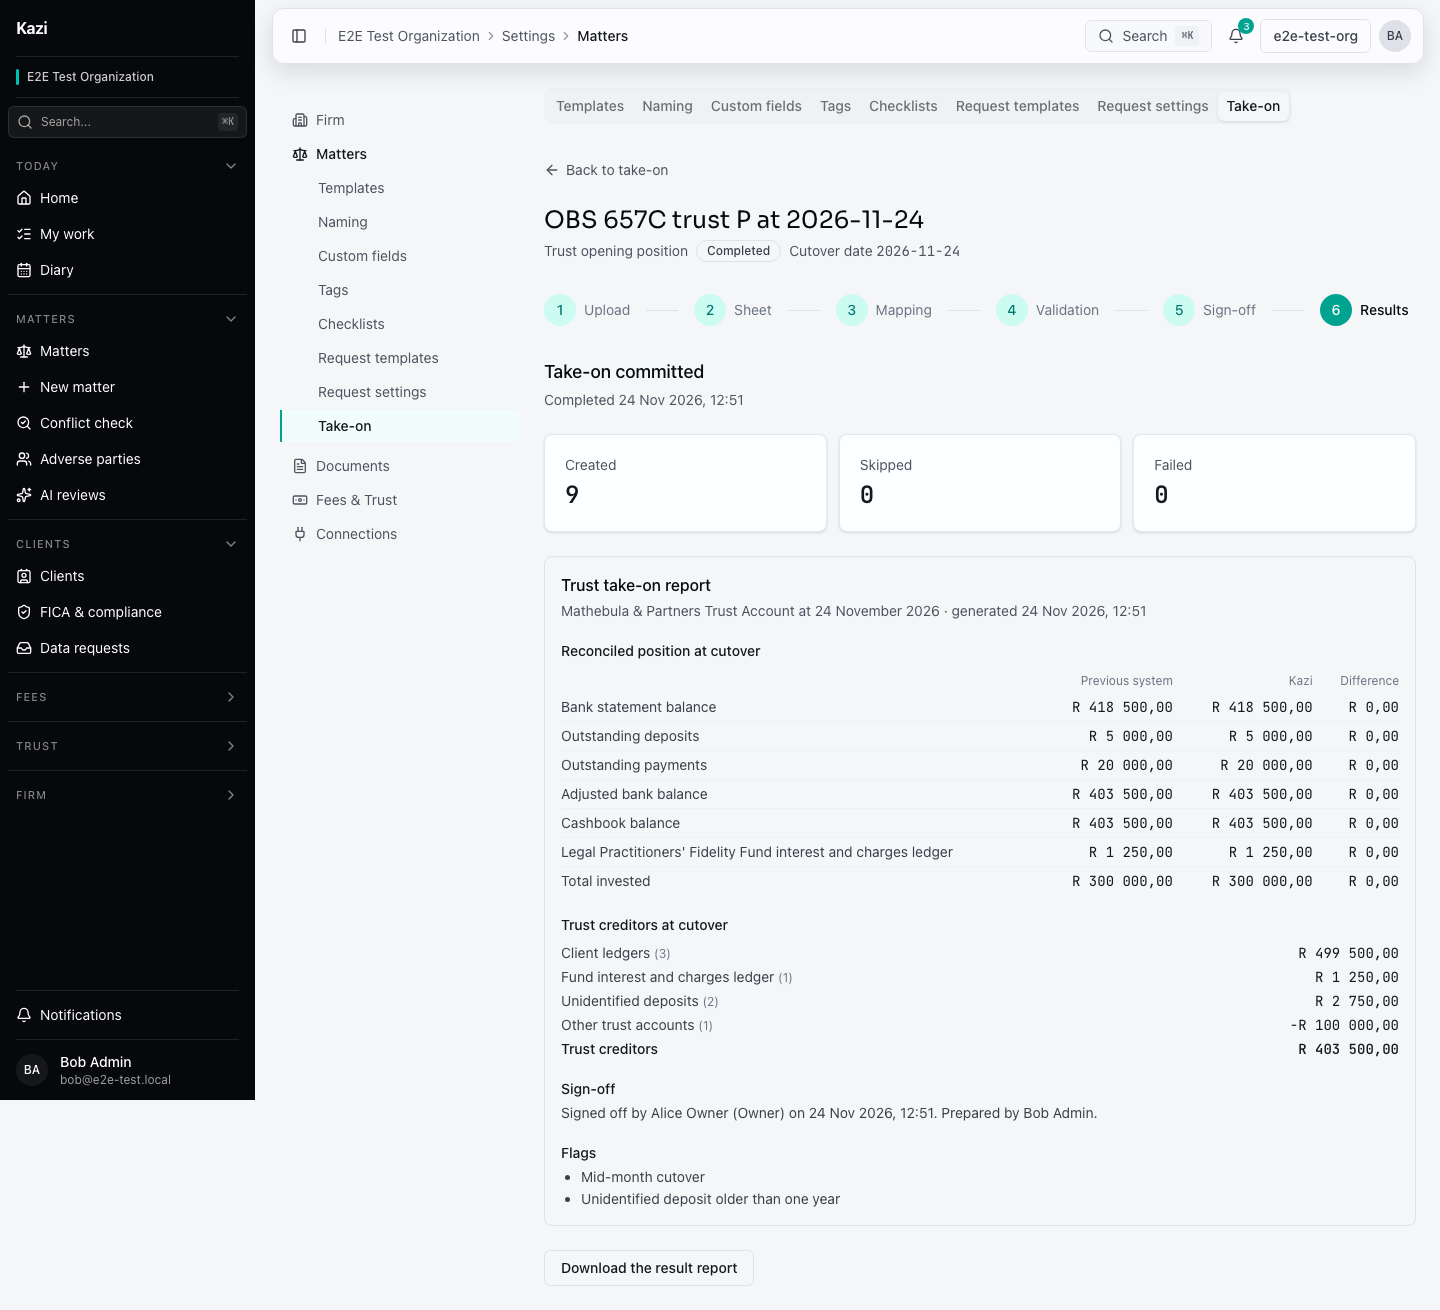 Kazi
E2E Test Organization
Search... ⌘K
TODAY
Home
My work
Diary
MATTERS
Matters
New matter
Conflict check
Adverse parties
AI reviews
CLIENTS
Clients
FICA & compliance
Data requests
FEES
TRUST
FIRM
Notifications
BA
Bob Admin
bob@e2e-test.local
E2E Test Organization > Settings > Matters
Search ⌘K
3
e2e-test-org
BA
Firm
Matters
Templates
Naming
Custom fields
Tags
Checklists
Request templates
Request settings
Take-on
Documents
Fees & Trust
Connections
Templates Naming Custom fields Tags Checklists Request templates Request settings Take-on
← Back to take-on
OBS 657C trust P at 2026-11-24
Trust opening position Completed Cutover date 2026-11-24
1 Upload 2 Sheet 3 Mapping 4 Validation 5 Sign-off 6 Results
Take-on committed
Completed 24 Nov 2026, 12:51
Created
9
Skipped
0
Failed
0
Trust take-on report
Mathebula & Partners Trust Account at 24 November 2026 · generated 24 Nov 2026, 12:51
Reconciled position at cutover
Previous system Kazi Difference
Bank statement balance R 418 500,00 R 418 500,00 R 0,00
Outstanding deposits R 5 000,00 R 5 000,00 R 0,00
Outstanding payments R 20 000,00 R 20 000,00 R 0,00
Adjusted bank balance R 403 500,00 R 403 500,00 R 0,00
Cashbook balance R 403 500,00 R 403 500,00 R 0,00
Legal Practitioners' Fidelity Fund interest and charges ledger R 1 250,00 R 1 250,00 R 0,00
Total invested R 300 000,00 R 300 000,00 R 0,00
Trust creditors at cutover
Client ledgers (3) R 499 500,00
Fund interest and charges ledger (1) R 1 250,00
Unidentified deposits (2) R 2 750,00
Other trust accounts (1) -R 100 000,00
Trust creditors R 403 500,00
Sign-off
Signed off by Alice Owner (Owner) on 24 Nov 2026, 12:51. Prepared by Bob Admin.
Flags
• Mid-month cutover
• Unidentified deposit older than one year
Download the result report